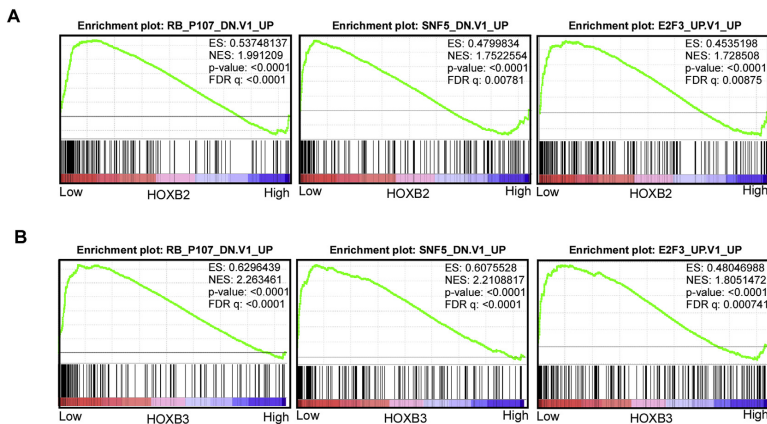 A
Enrichment plot: RB_P107_DN.V1_UP
ES: 0.53748137
NES: 1.991209
p-value: <0.0001
FDR q: <0.0001
Low
HOXB2
High
Enrichment plot: SNF5_DN.V1_UP
ES: 0.4799834
NES: 1.7522554
p-value: <0.0001
FDR q: 0.00781
Low
HOXB2
High
Enrichment plot: E2F3_UP.V1_UP
ES: 0.4535198
NES: 1.728508
p-value: <0.0001
FDR q: 0.00875
Low
HOXB2
High
B
Enrichment plot: RB_P107_DN.V1_UP
ES: 0.6296439
NES: 2.263461
p-value: <0.0001
FDR q: <0.0001
Low
HOXB3
High
Enrichment plot: SNF5_DN.V1_UP
ES: 0.6075528
NES: 2.2108817
p-value: <0.0001
FDR q: <0.0001
Low
HOXB3
High
Enrichment plot: E2F3_UP.V1_UP
ES: 0.48046988
NES: 1.8051472
p-value: <0.0001
FDR q: 0.000741
Low
HOXB3
High